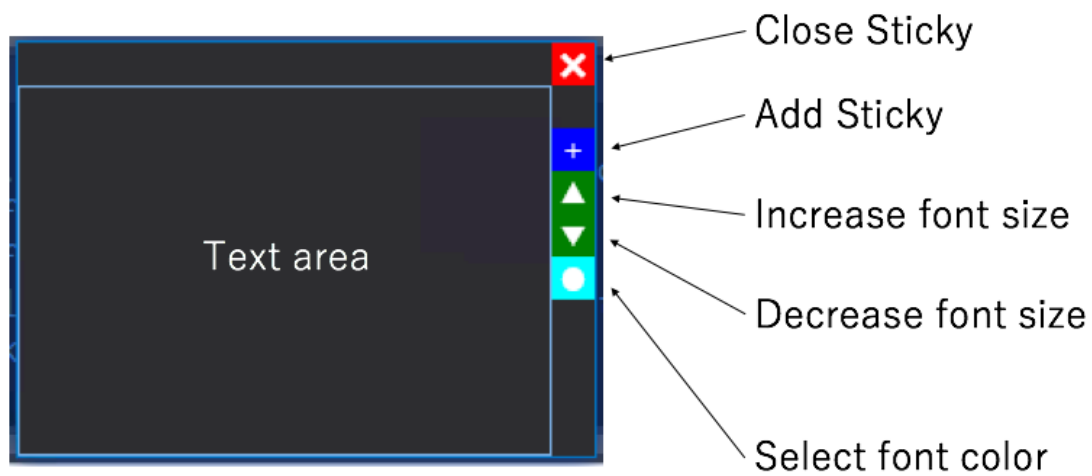 Close Sticky
Add Sticky
Increase font size
Text area
Decrease font size
Select font color